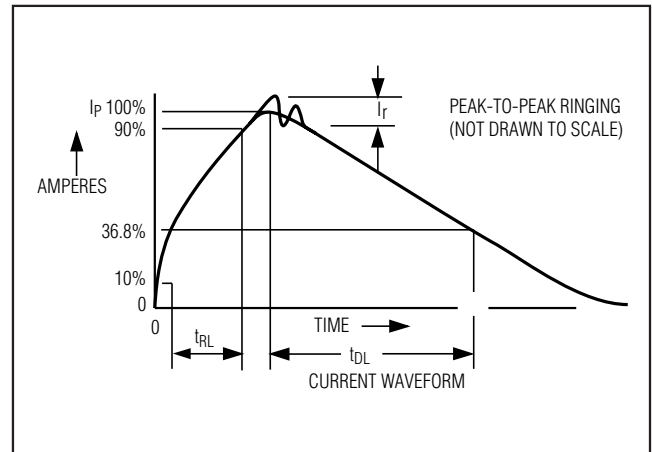 IP 100%
90%
AMPERES
36.8%
10%
0
0
tRL
TIME
tDL
CURRENT WAVEFORM
Ir
PEAK-TO-PEAK RINGING
(NOT DRAWN TO SCALE)